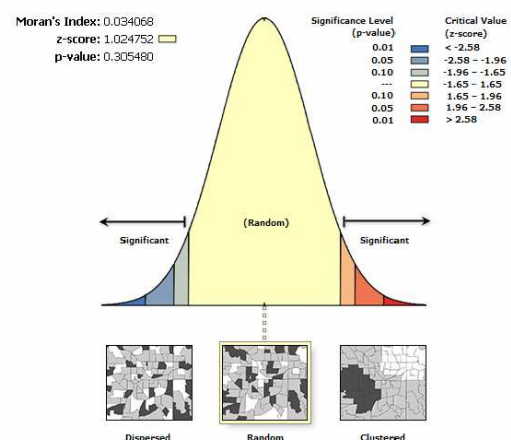 Moran's Index: 0.034068
z-score: 1.024752
p-value: 0.305480
Significance Level
(p-value)
Critical Value
(z-score)
0.01 < -2.58
0.05 -2.58 – -1.96
0.10 -1.96 – -1.65
--- -1.65 – 1.65
0.10 1.65 – 1.96
0.05 1.96 – 2.58
0.01 > 2.58
(Random)
Significant
Significant
Dispersed
Random
Clustered